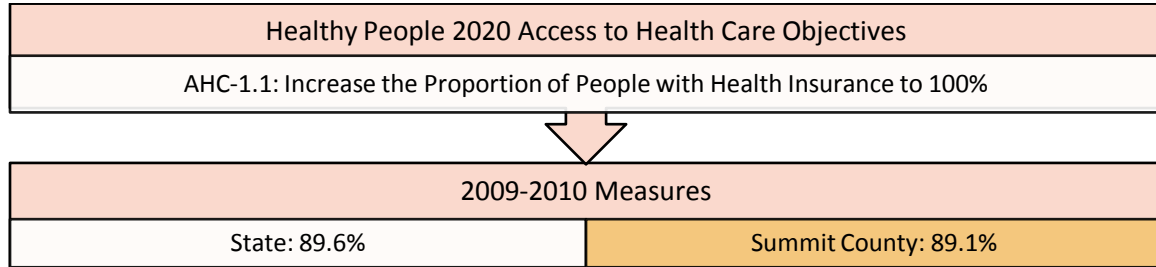 Healthy People 2020 Access to Health Care Objectives
AHC-1.1: Increase the Proportion of People with Health Insurance to 100%
2009-2010 Measures
State: 89.6%
Summit County: 89.1%